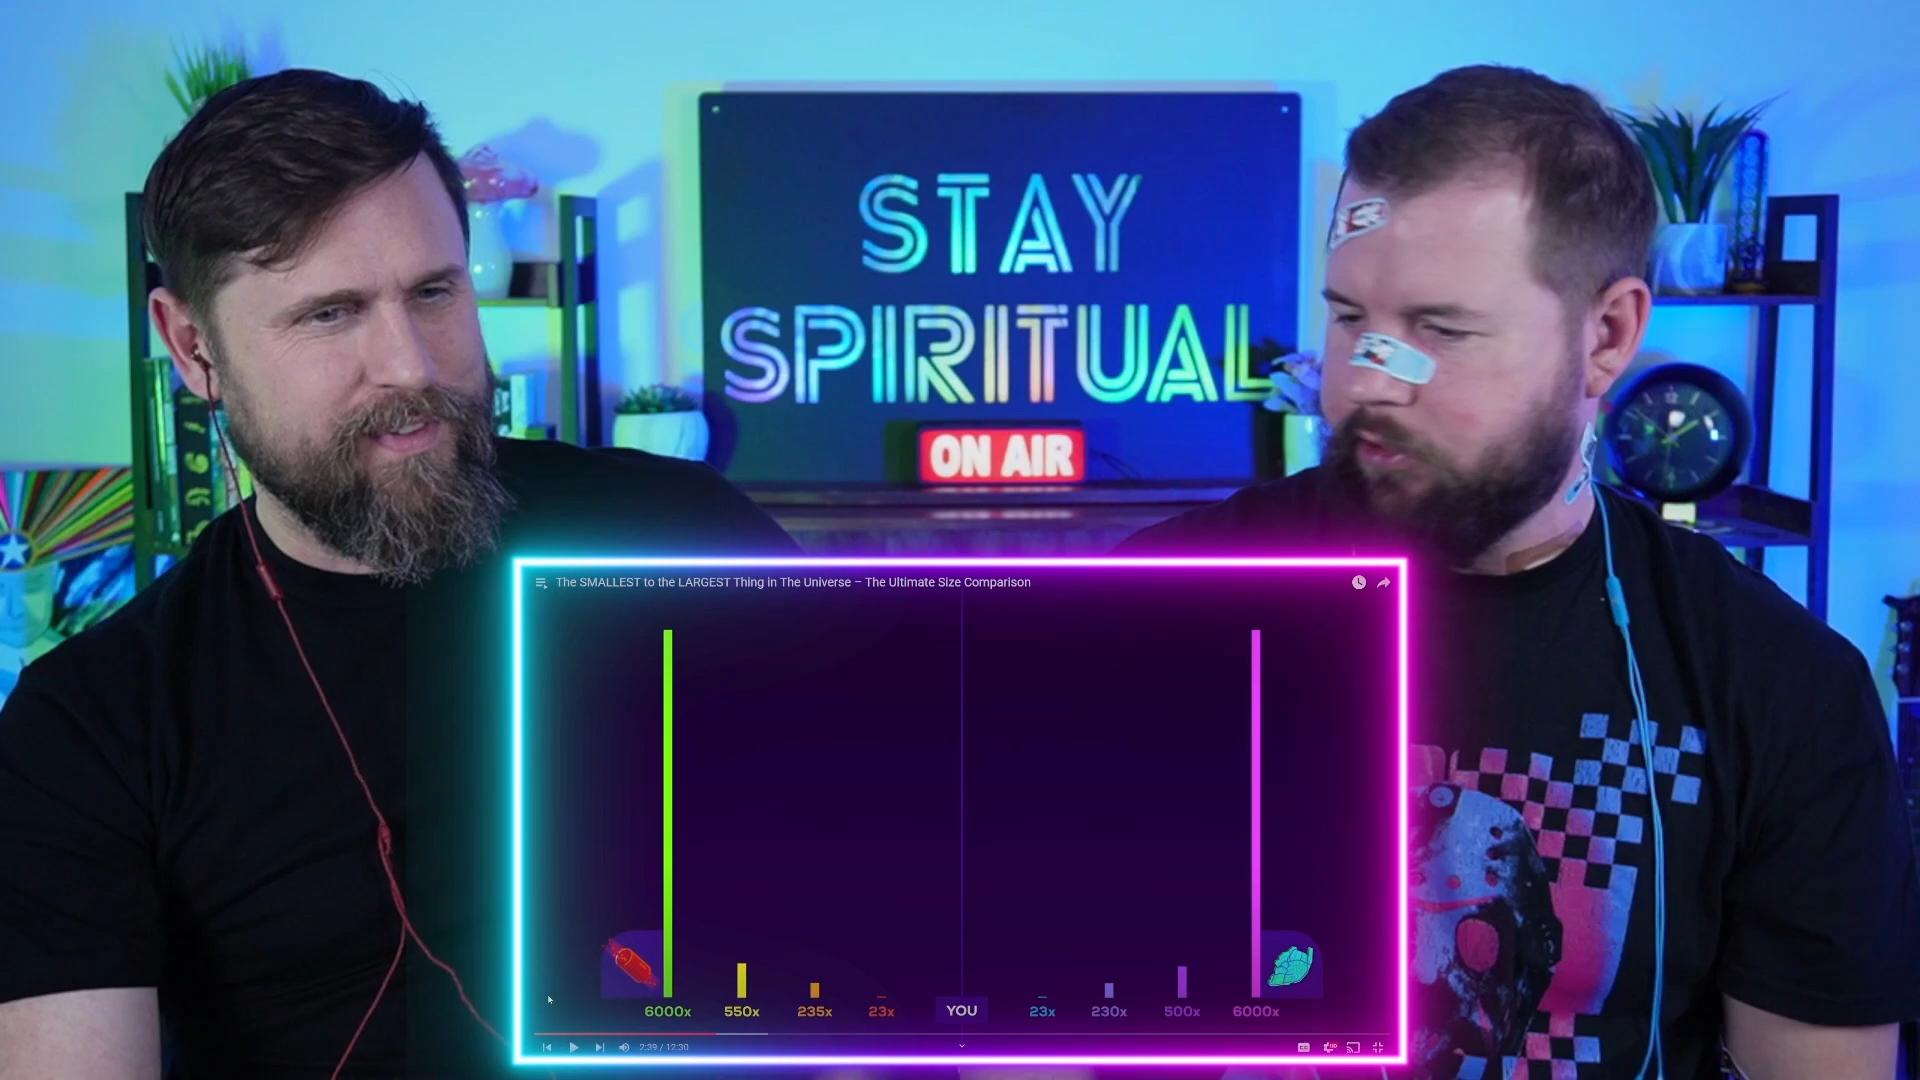 STAY
SPIRITUAL
ON AIR
The SMALLEST to the LARGEST Thing in The Universe – The Ultimate Size Comparison
6000x 550x 235x 23x YOU 23x 230x 500x 6000x
2:39 / 12:30